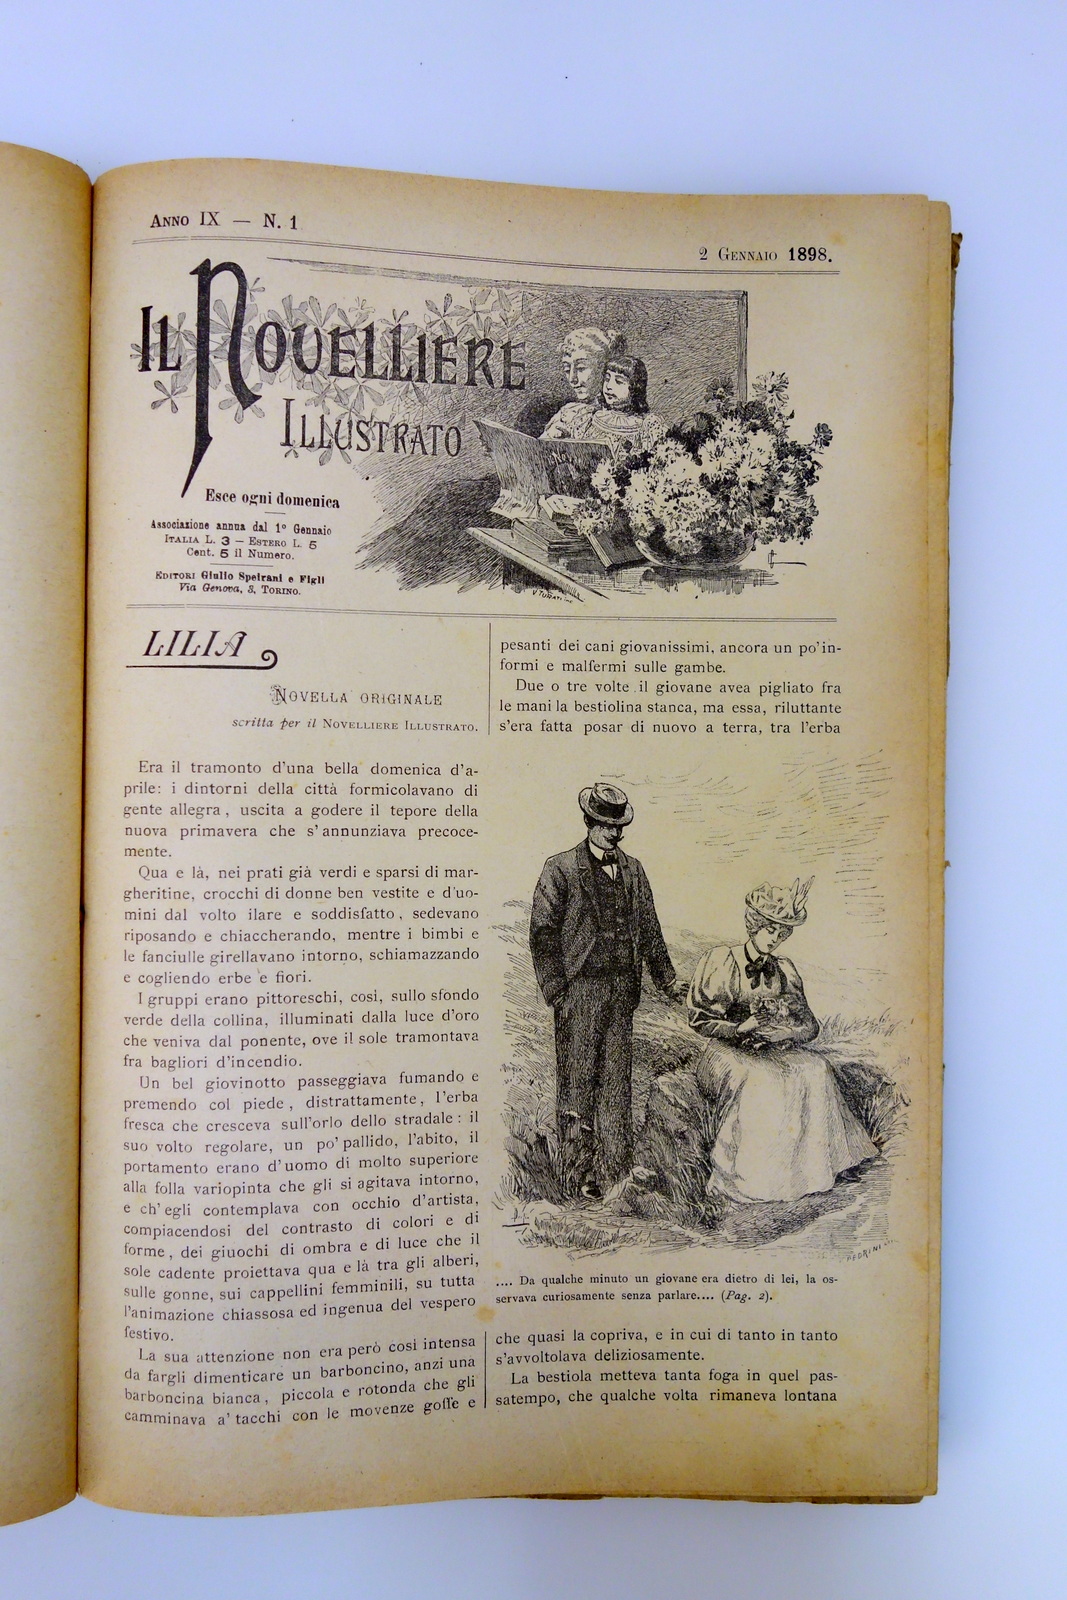 Anno IX — N. 1
2 Gennaio 1898.
Il Novelliere
Illustrato
Esce ogni domenica
Associazione annua dal 1º Gennaio
Italia L. 3 — Estero L. 5
Cent. 5 il Numero.
Editori Giulio Speirani e Figli
Via Genova, 3, Torino.
V. TURATI inc.
LILIA
Novella originale
scritta per il Novelliere Illustrato.
Era il tramonto d'una bella domenica d'a-
prile: i dintorni della città formicolavano di
gente allegra, uscita a godere il tepore della
nuova primavera che s'annunziava precoce-
mente.
Qua e là, nei prati già verdi e sparsi di mar-
gheritine, crocchi di donne ben vestite e d'uo-
mini dal volto ilare e soddisfatto, sedevano
riposando e chiaccherando, mentre i bimbi e
le fanciulle girellavano intorno, schiamazzando
e cogliendo erbe e fiori.
I gruppi erano pittoreschi, così, sullo sfondo
verde della collina, illuminati dalla luce d'oro
che veniva dal ponente, ove il sole tramontava
fra bagliori d'incendio.
Un bel giovinotto passeggiava fumando e
premendo col piede, distrattamente, l'erba
fresca che cresceva sull'orlo dello stradale: il
suo volto regolare, un po' pallido, l'abito, il
portamento erano d'uomo di molto superiore
alla folla variopinta che gli si agitava intorno,
e ch'egli contemplava con occhio d'artista,
compiacendosi del contrasto di colori e di
forme, dei giuochi di ombra e di luce che il
sole cadente proiettava qua e là tra gli alberi,
sulle gonne, sui cappellini femminili, su tutta
l'animazione chiassosa ed ingenua del vespero
festivo.
La sua attenzione non era però così intensa
da fargli dimenticare un barboncino, anzi una
barboncina bianca, piccola e rotonda che gli
camminava a' tacchi con le movenze goffe e
pesanti dei cani giovanissimi, ancora un po' in-
formi e malfermi sulle gambe.
Due o tre volte il giovane avea pigliato fra
le mani la bestiolina stanca, ma essa, riluttante
s'era fatta posar di nuovo a terra, tra l'erba
PEDRINI
.... Da qualche minuto un giovane era dietro di lei, la os-
servava curiosamente senza parlare.... (Pag. 2).
che quasi la copriva, e in cui di tanto in tanto
s'avvoltolava deliziosamente.
La bestiola metteva tanta foga in quel pas-
satempo, che qualche volta rimaneva lontana